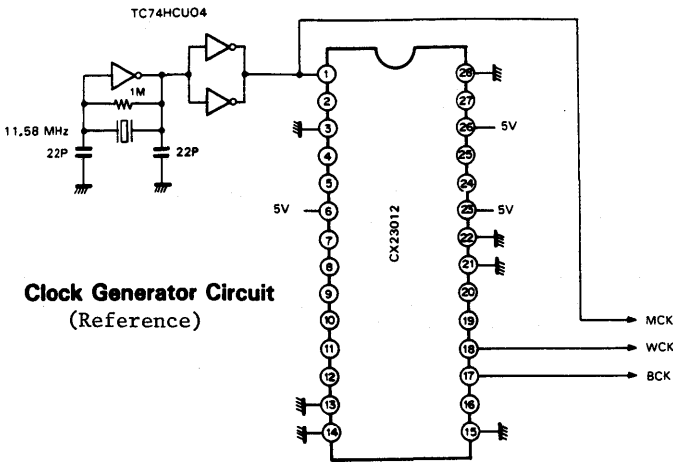 TC74HCU04
1M
11.58 MHz
22P
22P
5V
1
2
3
4
5
6
7
8
9
10
11
12
13
14
CX23012
28
27
26
25
24
23
22
21
20
19
18
17
16
15
5V
5V
MCK
WCK
BCK
Clock Generator Circuit
(Reference)